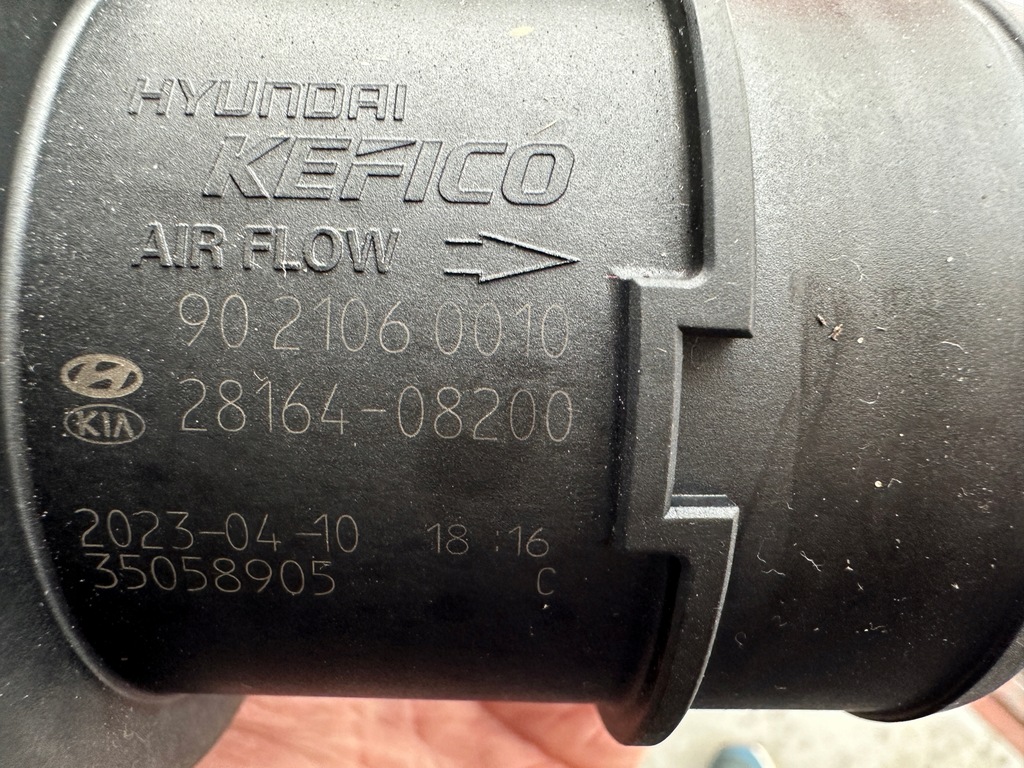 HYUNDAI
KEFICO
AIR FLOW
90 2106 0010
28164-08200
KIA
2023-04-10 18:16
35058905 C